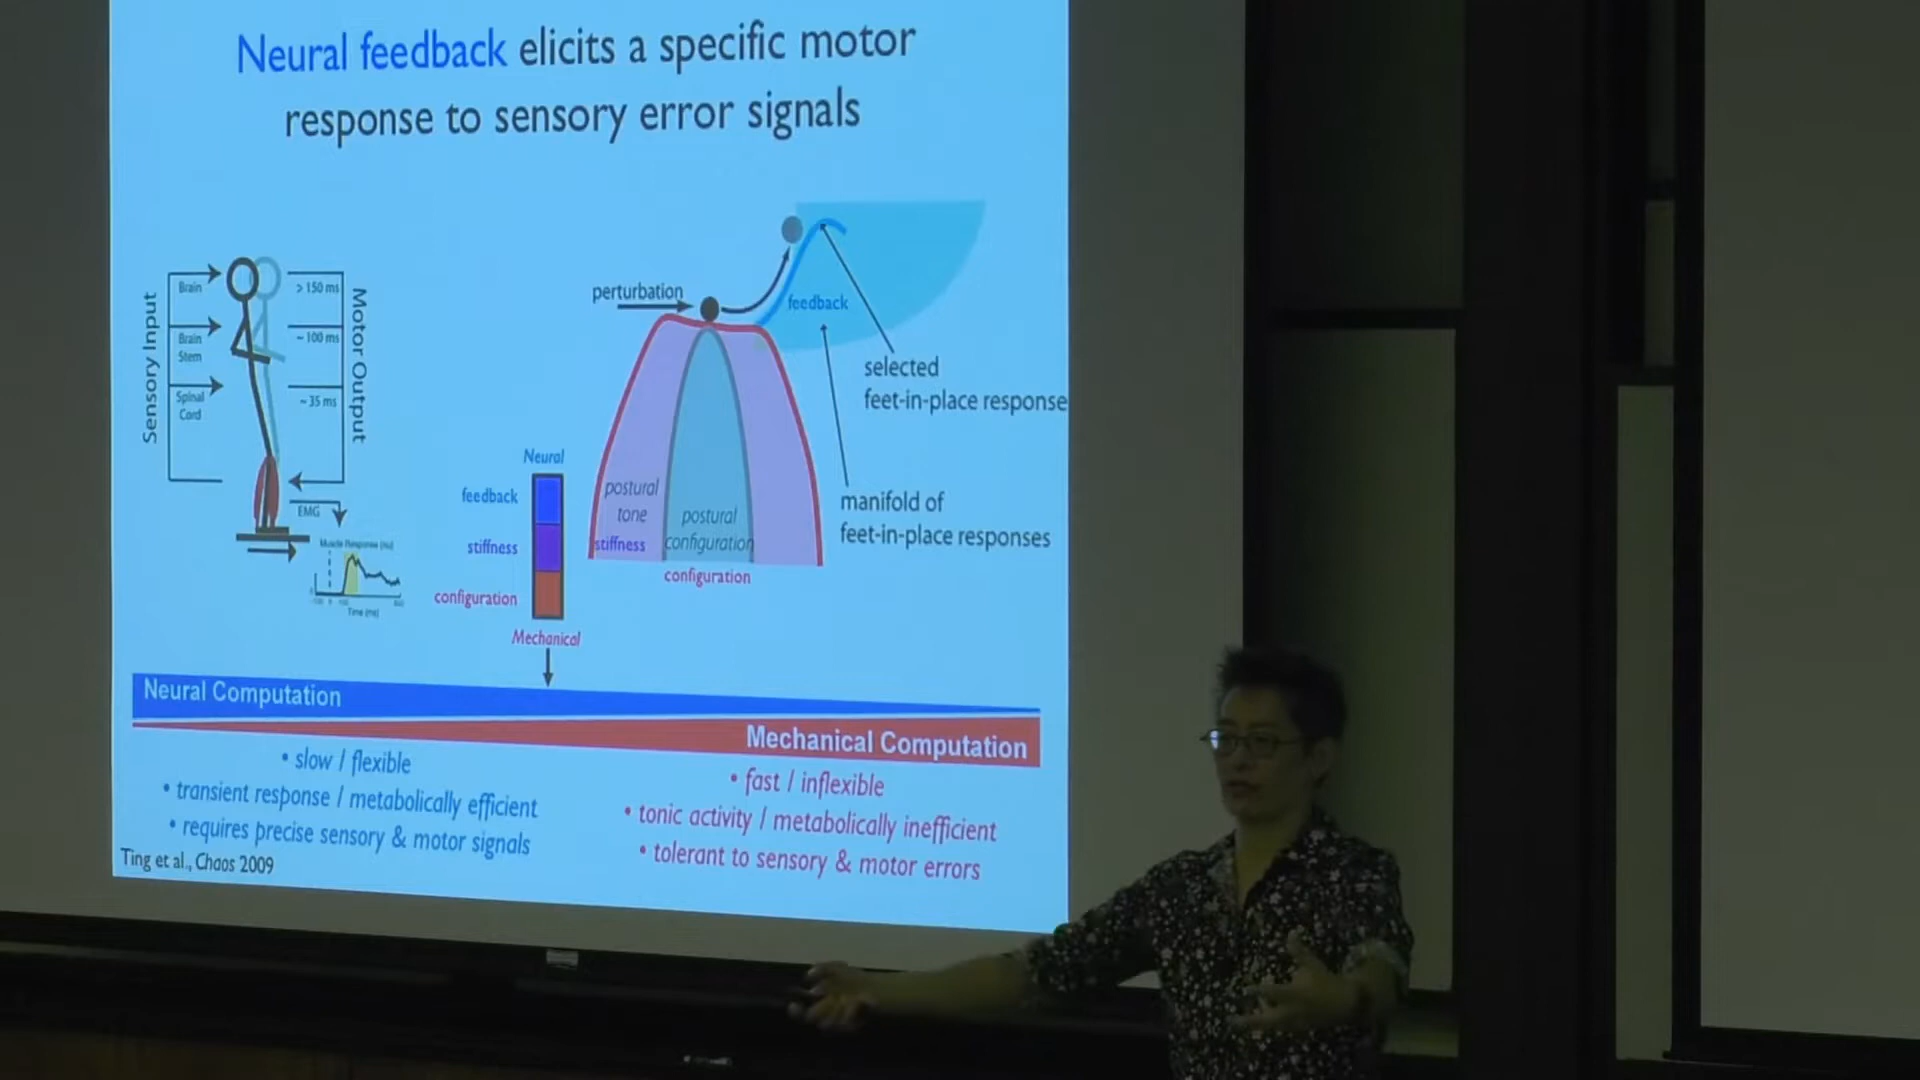 Neural feedback elicits a specific motor
response to sensory error signals
Sensory Input
Brain
Brain
Stem
Spinal
Cord
> 150 ms
~ 100 ms
~ 35 ms
Motor Output
EMG
Muscle Response
Time (ms)
perturbation
feedback
selected
feet-in-place response
manifold of
feet-in-place responses
postural
tone
stiffness
postural
configuration
configuration
Neural
feedback
stiffness
configuration
Mechanical
Neural Computation
Mechanical Computation
• slow / flexible
• transient response / metabolically efficient
• requires precise sensory & motor signals
• fast / inflexible
• tonic activity / metabolically inefficient
• tolerant to sensory & motor errors
Ting et al., Chaos 2009